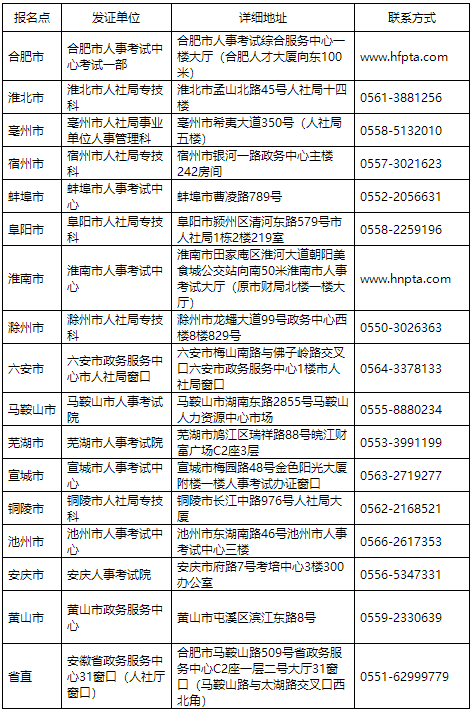 报名点 发证单位 详细地址 联系方式
合肥市 合肥市人事考试中心考试一部 合肥市人事考试综合服务中心一楼大厅（合肥人才大厦向东100米） www.hfpta.com
淮北市 淮北市人社局专技科 淮北市孟山北路45号人社局十四楼 0561-3881256
亳州市 亳州市人社局事业单位人事管理科 亳州市希夷大道350号（人社局五楼） 0558-5132010
宿州市 宿州市人社局专技科 宿州市银河一路政务中心主楼242房间 0557-3021623
蚌埠市 蚌埠市人事考试中心 蚌埠市曹凌路789号 0552-2056631
阜阳市 阜阳市人社局专技科 阜阳市颍州区清河东路579号市人社局1栋2楼219室 0558-2259196
淮南市 淮南市人事考试中心 淮南市田家庵区淮河大道朝阳美食城公交站向南50米淮南市人事考试大厅（原市财局北楼一楼大厅） www.hnpta.com
滁州市 滁州市人社局专技科 滁州市龙蟠大道99号政务中心西楼8楼829号 0550-3026363
六安市 六安市政务服务中心市人社局窗口 六安市梅山南路与佛子岭路交叉口六安市政务服务中心1楼市人社局窗口 0564-3378133
马鞍山市 马鞍山市人事考试院 马鞍山市湖南东路2855号马鞍山人力资源中心市场 0555-8880234
芜湖市 芜湖市人事考试院 芜湖市鸠江区瑞祥路88号皖江财富广场C2座3层 0553-3991199
宣城市 宣城市人事考试中心 宣城市梅园路48号金色阳光大厦附楼一楼人事考试办证窗口 0563-2719277
铜陵市 铜陵市人社局专技科 铜陵市长江中路976号人社局大厦 0562-2168521
池州市 池州市人事考试中心 池州市东湖南路46号池州市人事考试中心三楼 0566-2617353
安庆市 安庆人事考试院 安庆市府路7号考培中心3楼300办公室 0556-5347331
黄山市 黄山市政务服务中心 黄山市屯溪区滨江东路8号 0559-2330639
省直 安徽省政务服务中心31窗口（人社厅窗口） 合肥市马鞍山路509号省政务服务中心C2座一层二号大厅31窗口（马鞍山路与太湖路交叉口西北角） 0551-62999779